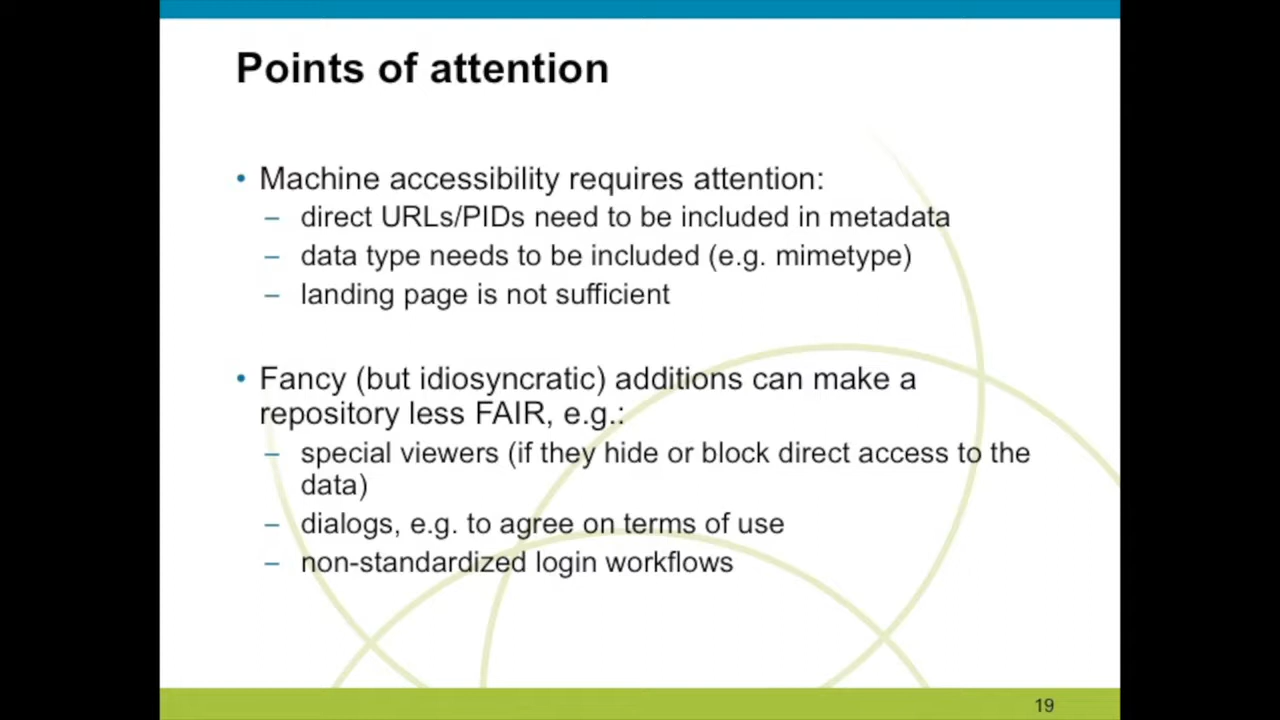 Points of attention
• Machine accessibility requires attention:
– direct URLs/PIDs need to be included in metadata
– data type needs to be included (e.g. mimetype)
– landing page is not sufficient
• Fancy (but idiosyncratic) additions can make a
repository less FAIR, e.g.:
– special viewers (if they hide or block direct access to the
data)
– dialogs, e.g. to agree on terms of use
– non-standardized login workflows
19